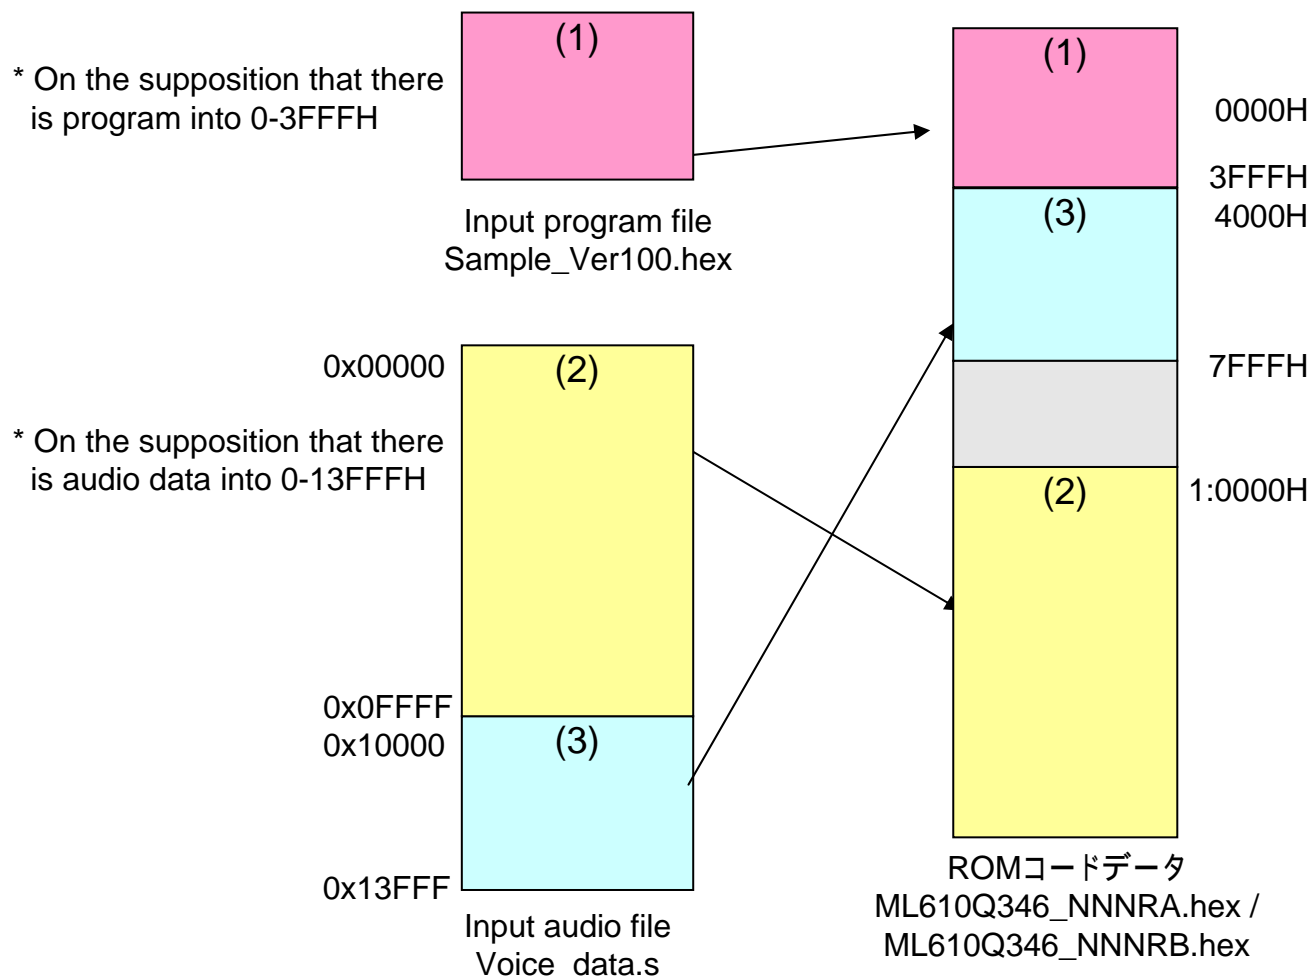 * On the supposition that there
is program into 0-3FFFH
(1)
Input program file
Sample_Ver100.hex
0x00000
* On the supposition that there
is audio data into 0-13FFFH
(2)
0x0FFFF
0x10000
(3)
0x13FFF
Input audio file
Voice_data.s
(1)
0000H
3FFFH
(3)
4000H
7FFFH
(2)
1:0000H
ROMコードデータ
ML610Q346_NNNRA.hex /
ML610Q346_NNNRB.hex